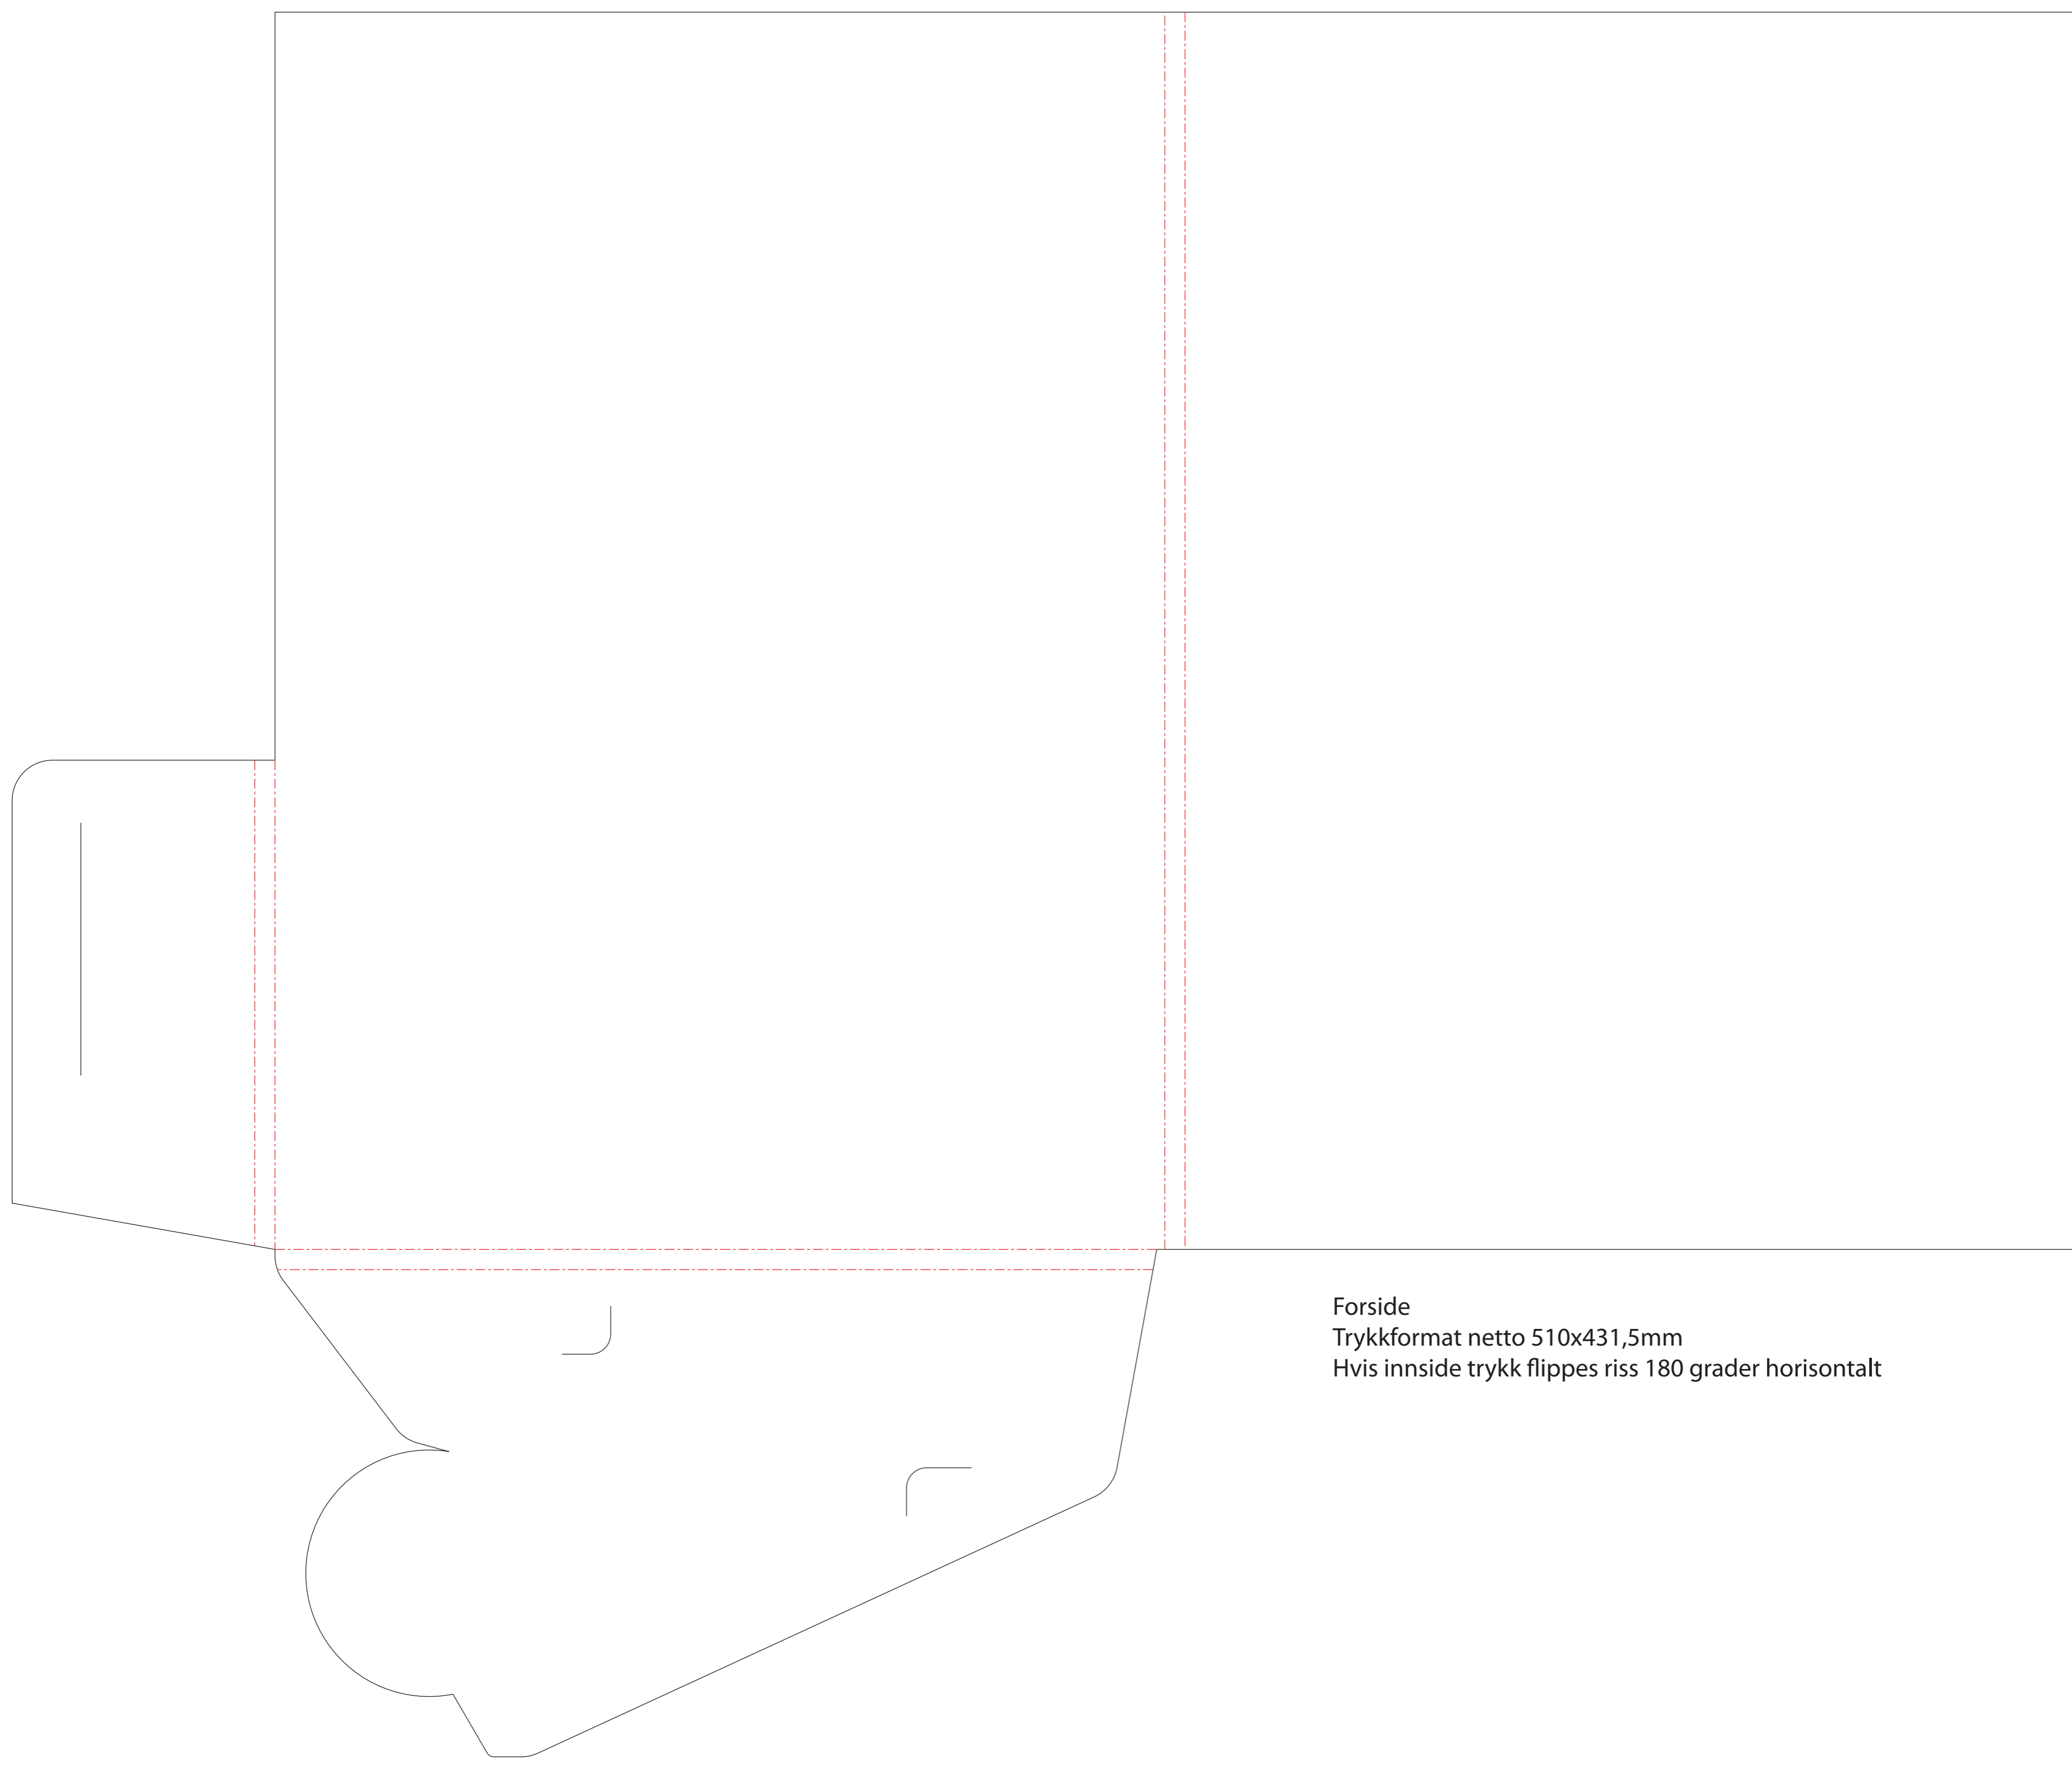 Forside
Trykkformat netto 510x431,5mm
Hvis innside trykk flippes riss 180 grader horisontalt